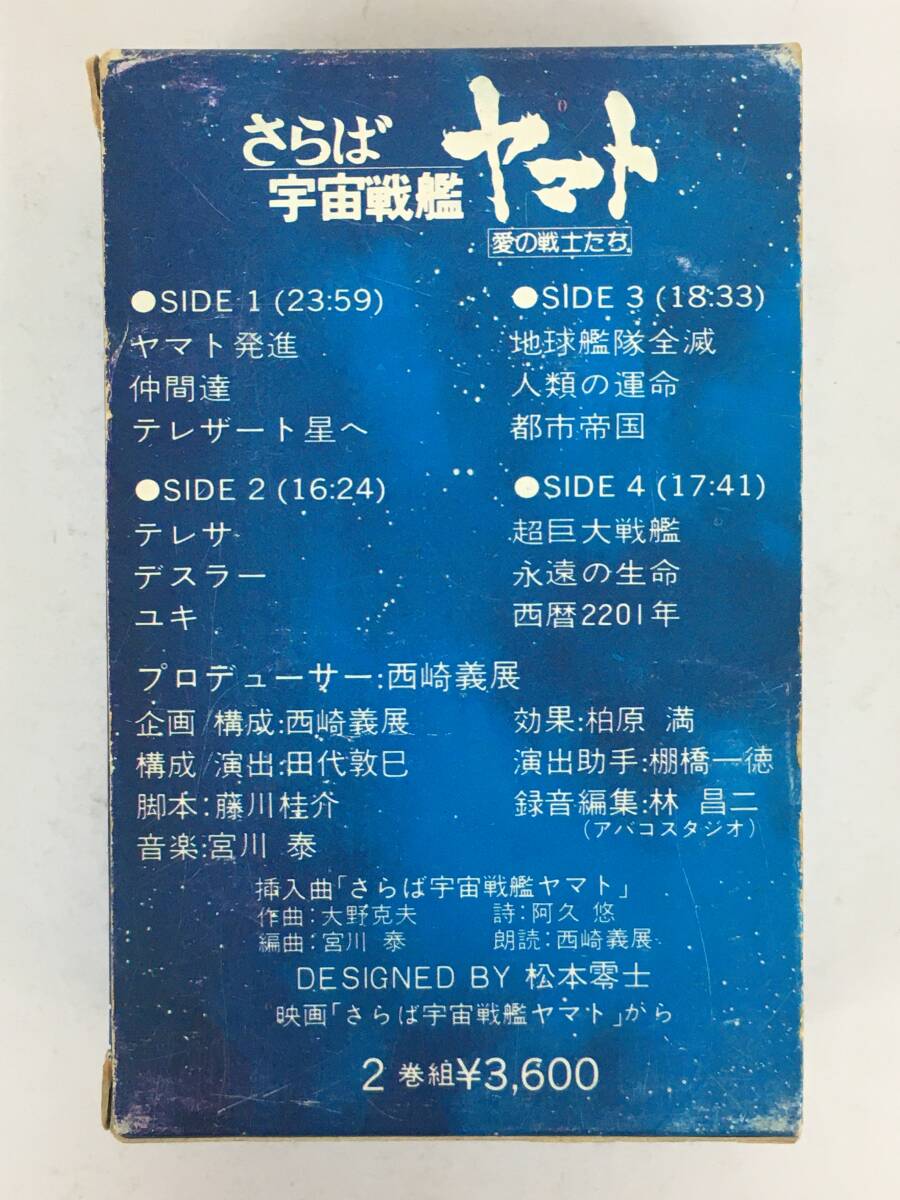 さらば
宇宙戦艦
ヤマト
愛の戦士たち
●SIDE 1 (23:59)
ヤマト発進
仲間達
テレザート星へ
●SIDE 2 (16:24)
テレサ
デスラー
ユキ
●SIDE 3 (18:33)
地球艦隊全滅
人類の運命
都市帝国
●SIDE 4 (17:41)
超巨大戦艦
永遠の生命
西暦2201年
プロデューサー:西崎義展
企画 構成:西崎義展
構成 演出:田代敦巳
脚本:藤川桂介
音楽:宮川 泰
効果:柏原 満
演出助手:棚橋一徳
録音編集:林 昌二
(アバコスタジオ)
挿入曲「さらば宇宙戦艦ヤマト」
作曲:大野克夫 詩:阿久 悠
編曲:宮川 泰 朗読:西崎義展
DESIGNED BY 松本零士
映画「さらば宇宙戦艦ヤマト」から
2 巻組¥3,600